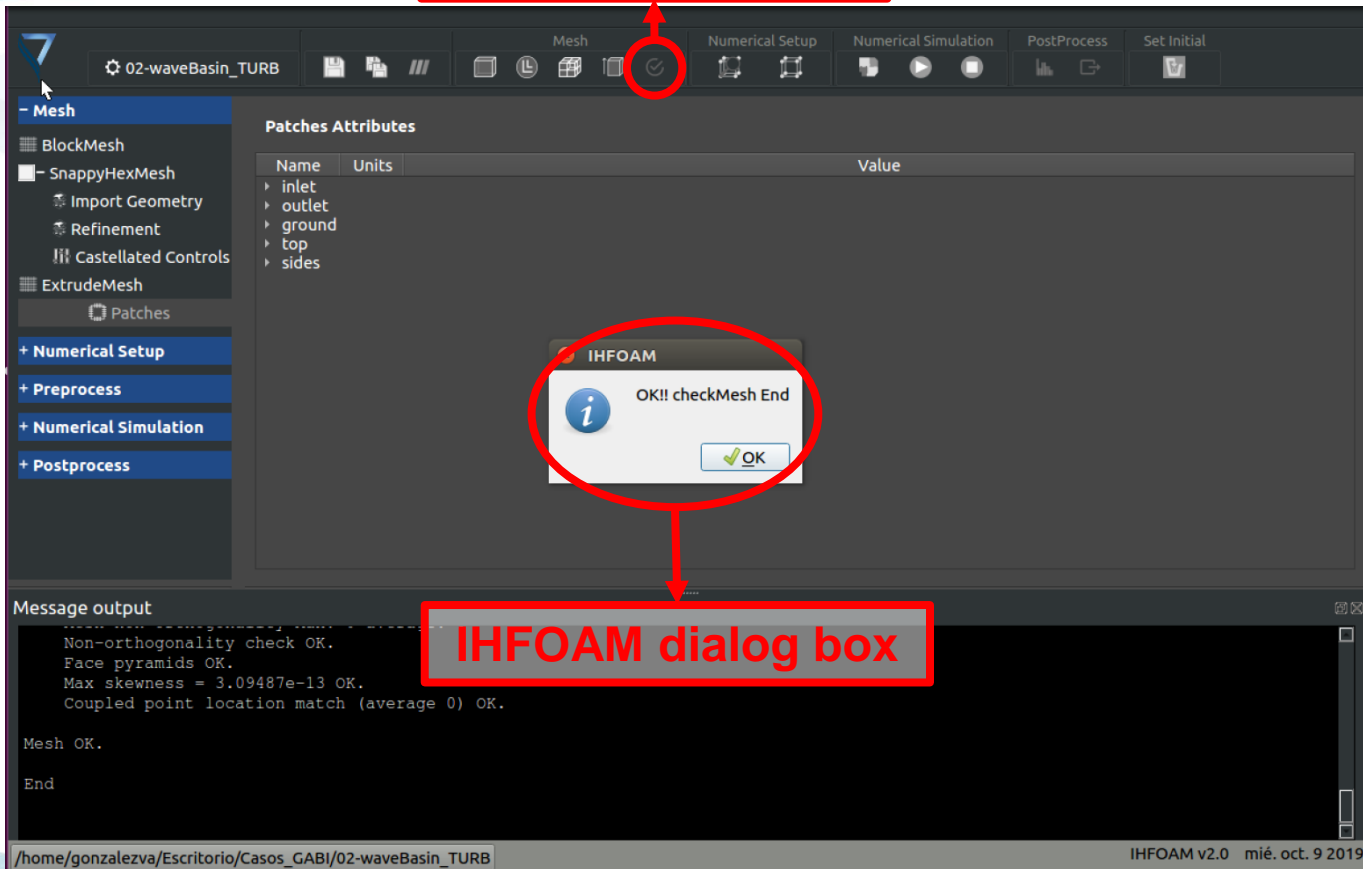 Mesh Numerical Setup Numerical Simulation PostProcess Set Initial
02-waveBasin_TURB
- Mesh
BlockMesh
- SnappyHexMesh
Import Geometry
Refinement
Castellated Controls
ExtrudeMesh
Patches
+ Numerical Setup
+ Preprocess
+ Numerical Simulation
+ Postprocess
Patches Attributes
Name Units Value
inlet
outlet
ground
top
sides
IHFOAM
OK!! checkMesh End
OK
IHFOAM dialog box
Message output
Non-orthogonality check OK.
Face pyramids OK.
Max skewness = 3.09487e-13 OK.
Coupled point location match (average 0) OK.
Mesh OK.
End
/home/gonzalezva/Escritorio/Casos_GABI/02-waveBasin_TURB
IHFOAM v2.0 mié. oct. 9 2019